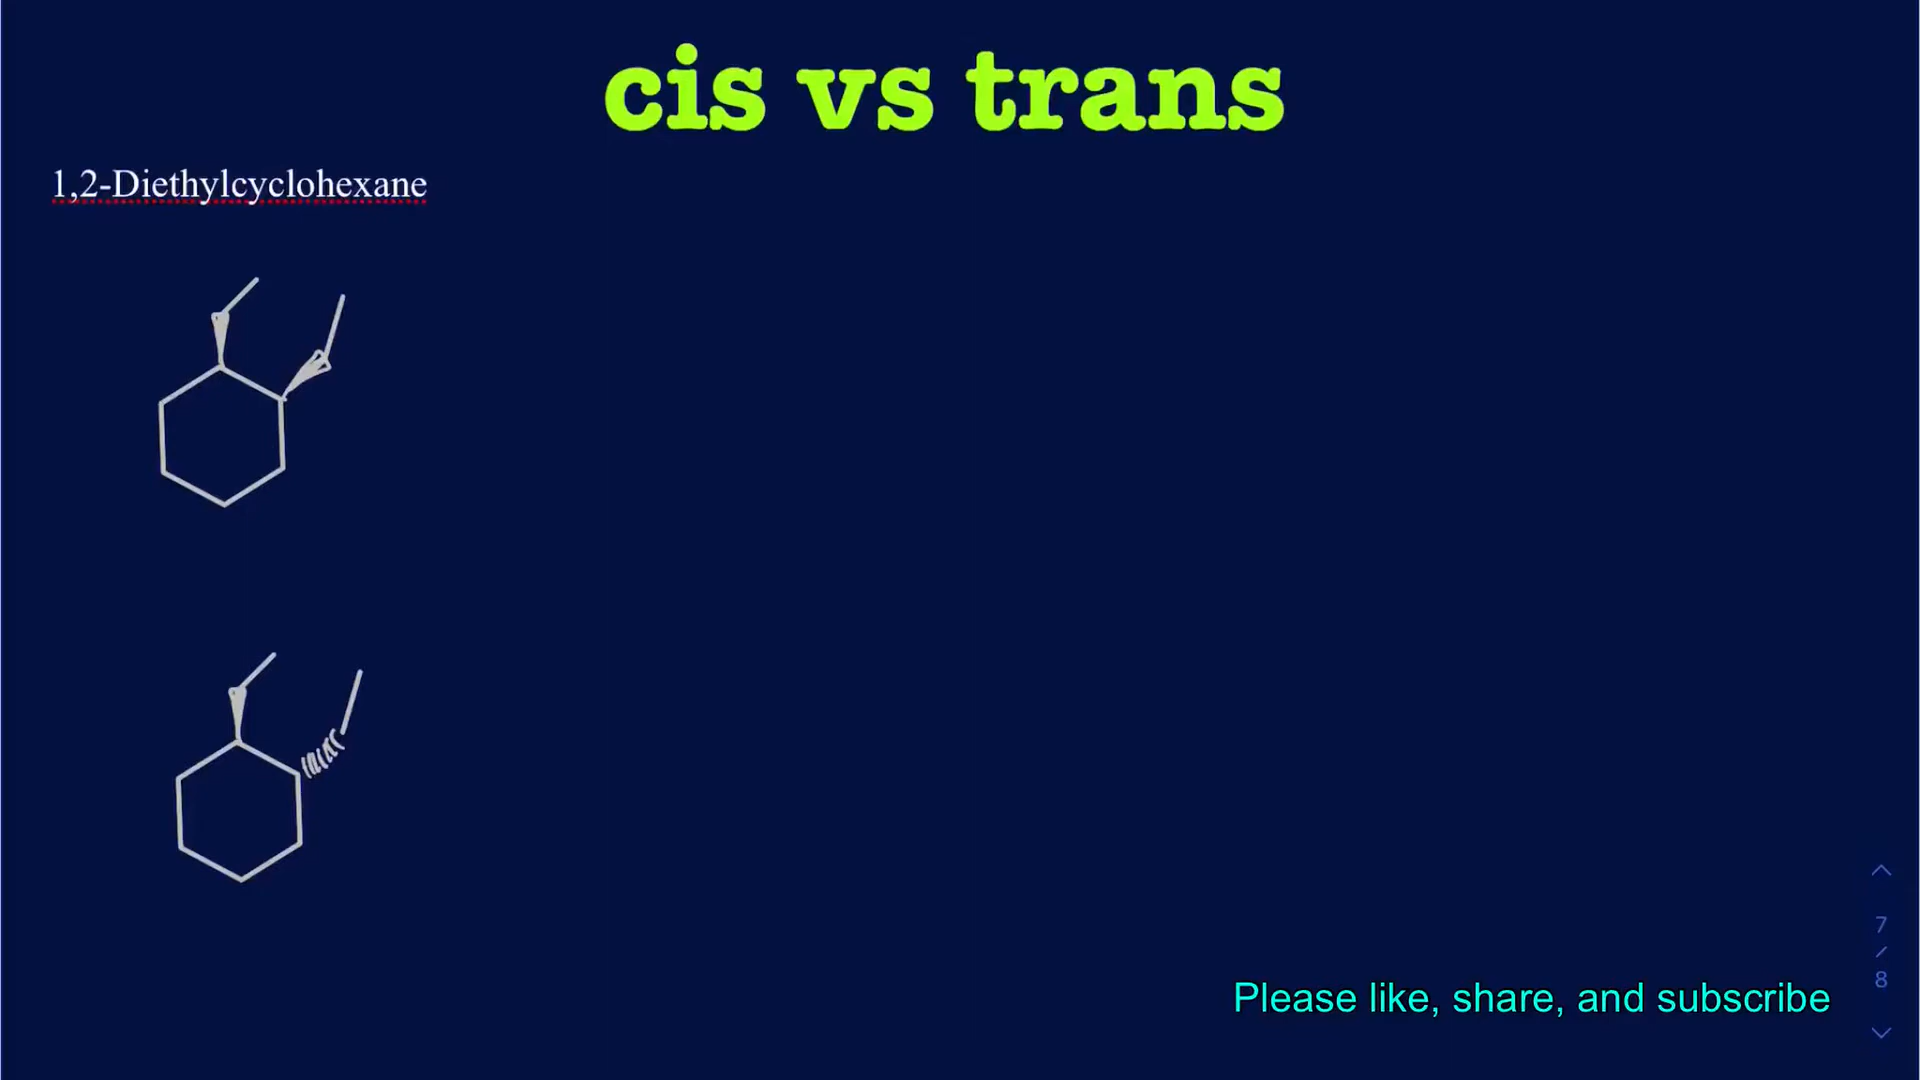 cis vs trans
1,2-Diethylcyclohexane
7
/
8
Please like, share, and subscribe